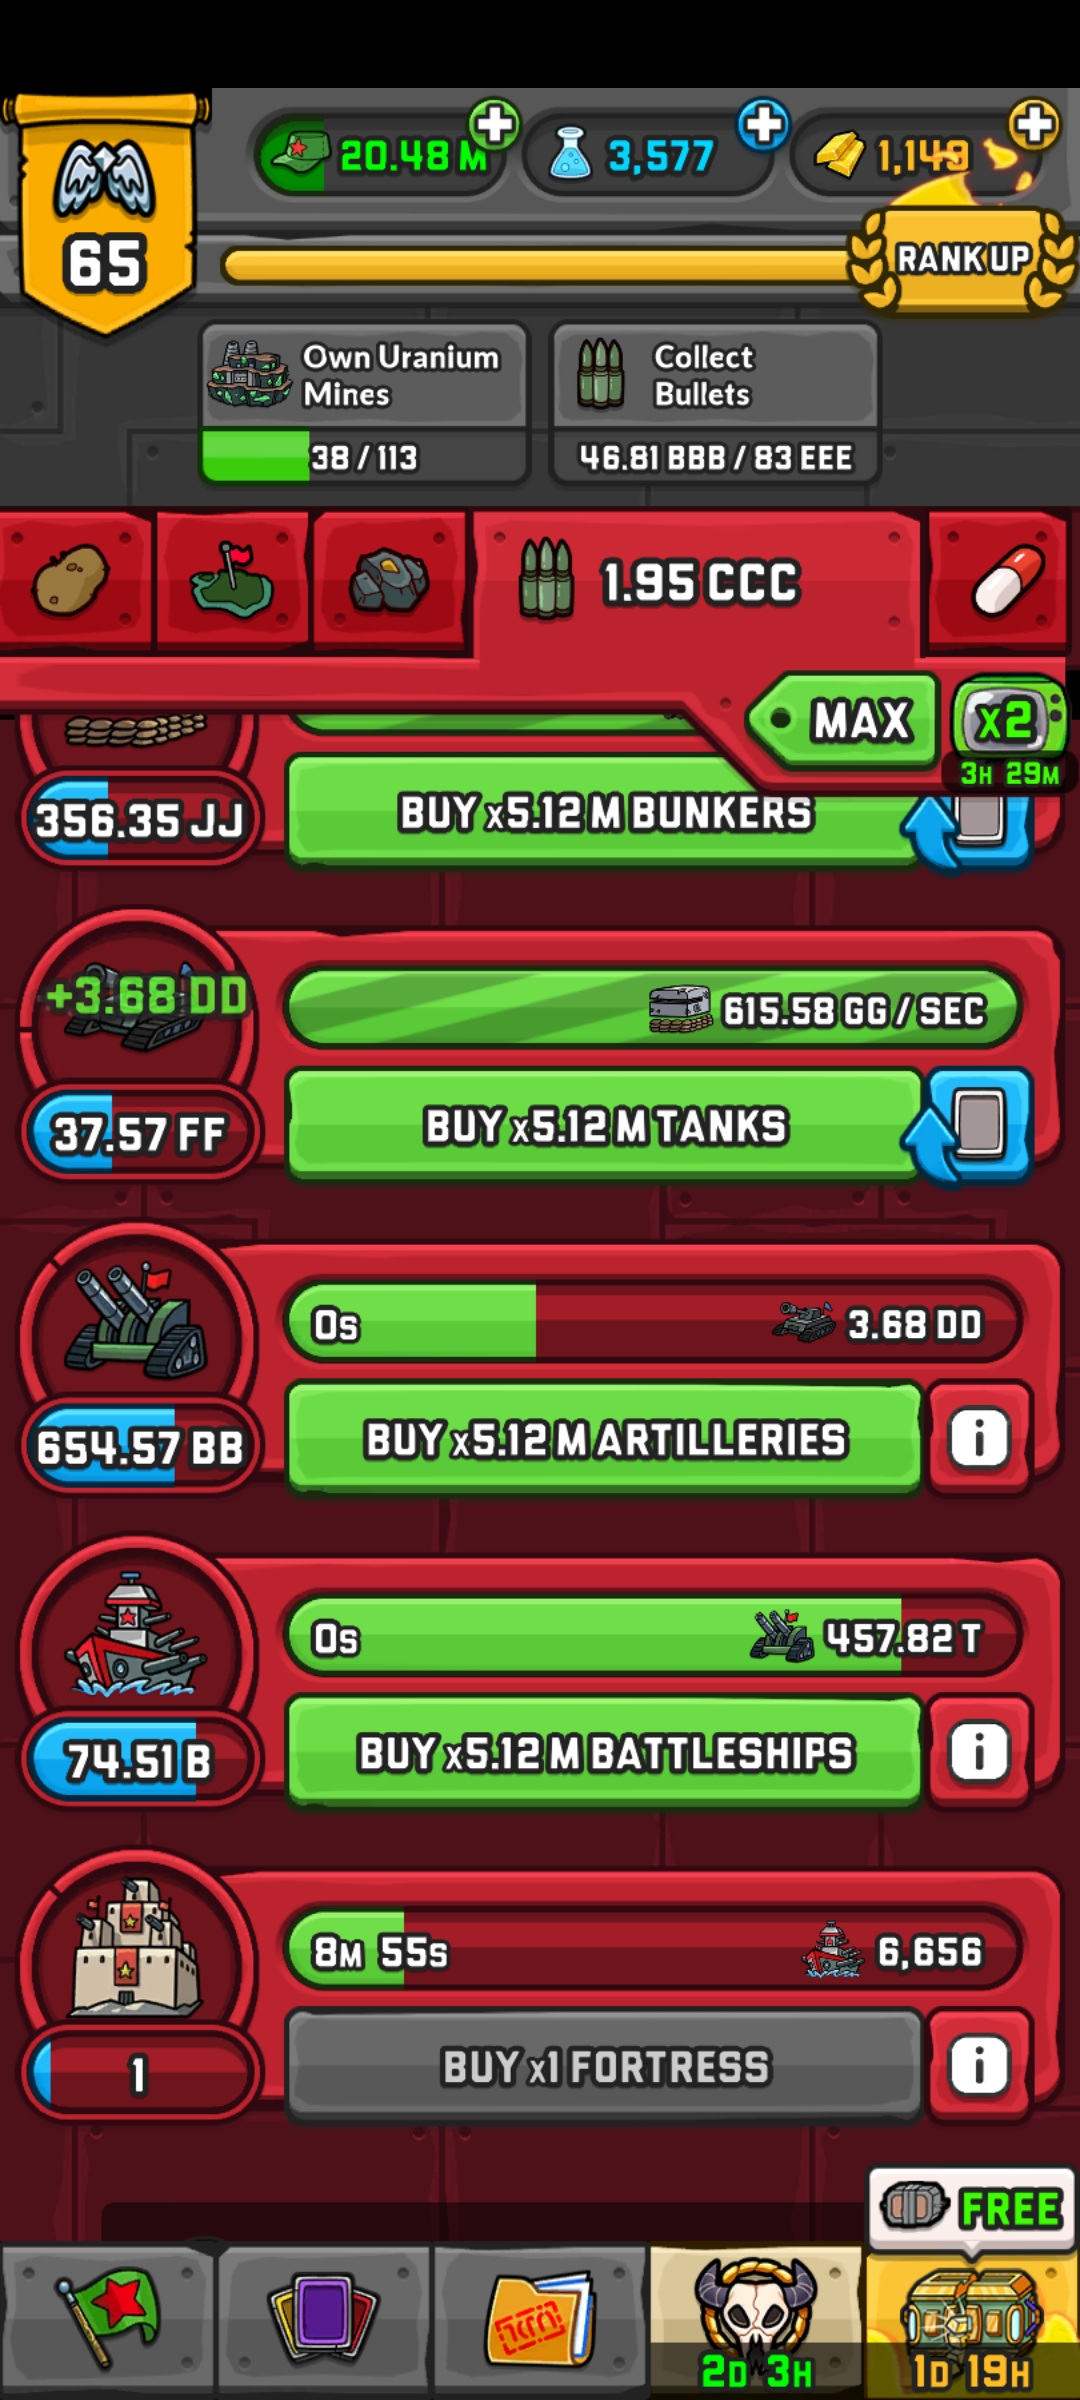 20.48 M
3,577
1,149
65
RANK UP
Own Uranium
Mines
38 / 113
Collect
Bullets
46.81 BBB / 83 EEE
1.95 CCC
MAX
x2
3H 29M
356.35 JJ
BUY x5.12 M BUNKERS
+3.68 DD
615.58 GG / SEC
37.57 FF
BUY x5.12 M TANKS
0s
3.68 DD
654.57 BB
BUY x5.12 M ARTILLERIES
0s
457.82 T
74.51 B
BUY x5.12 M BATTLESHIPS
8M 55s
6,656
1
BUY x1 FORTRESS
FREE
2D 3H
1D 19H